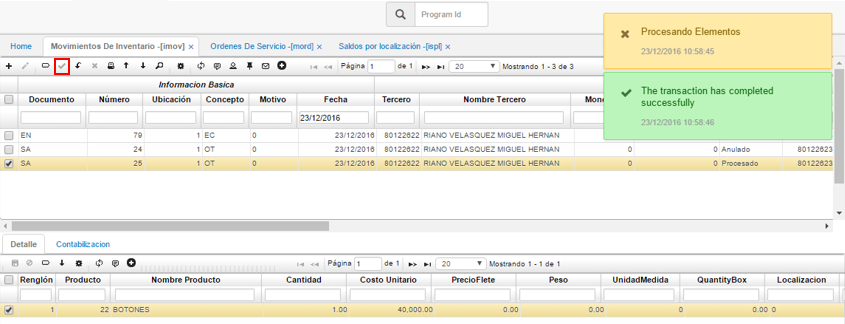 Program Id
Procesando Elementos
23/12/2016 10:58:45
The transaction has completed
successfully
23/12/2016 10:58:46
Home Movimientos De Inventario -[imov] × Ordenes De Servicio -[mord] × Saldos por localización -[ispl] ×
Página 1 de 1 20 Mostrando 1 - 3 de 3
Informacion Basica
Documento Número Ubicación Concepto Motivo Fecha Tercero Nombre Tercero Mone
23/12/2016
EN 79 1 EC 0 23/12/2016 80122622 RIANO VELASQUEZ MIGUEL HERNAN
SA 24 1 OT 0 23/12/2016 80122622 RIANO VELASQUEZ MIGUEL HERNAN 0 0 Anulado 80122623
SA 25 1 OT 0 23/12/2016 80122622 RIANO VELASQUEZ MIGUEL HERNAN 0 0 Procesado 80122623
Detalle Contabilizacion
Página 1 de 1 20 Mostrando 1 - 1 de 1
Renglón Producto Nombre Producto Cantidad Costo Unitario PrecioFlete Peso UnidadMedida QuantityBox Localizacion
1 22 BOTONES 1.00 40,000.00 0.00 0.00 0 0.00 0